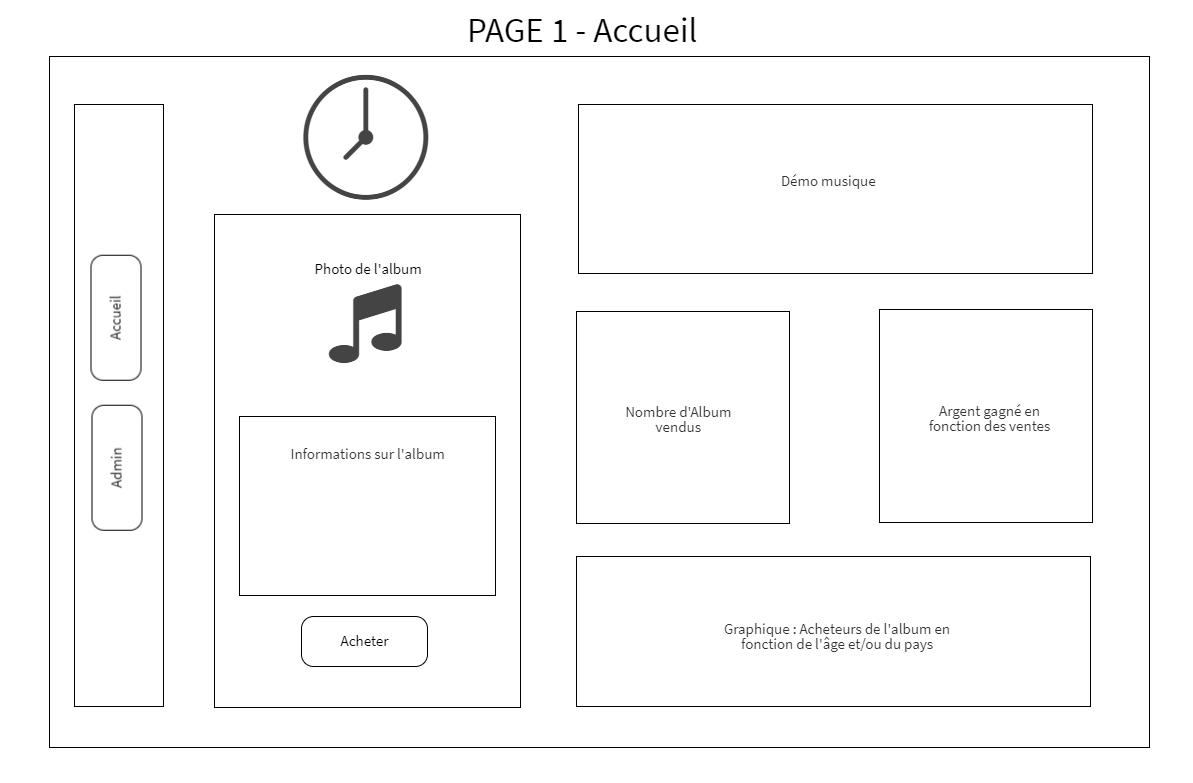 PAGE 1 - Accueil
Accueil
Admin
Photo de l'album
Informations sur l'album
Acheter
Démo musique
Nombre d'Album
vendus
Argent gagné en
fonction des ventes
Graphique : Acheteurs de l'album en
fonction de l'âge et/ou du pays